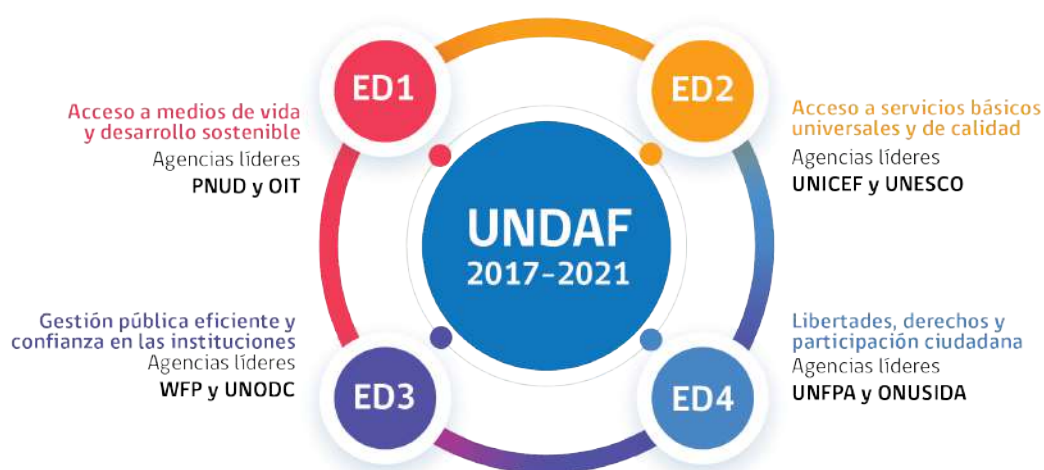 ED1
Acceso a medios de vida
y desarrollo sostenible
Agencias líderes
PNUD y OIT
ED2
Acceso a servicios básicos
universales y de calidad
Agencias líderes
UNICEF y UNESCO
UNDAF
2017-2021
Gestión pública eficiente y
confianza en las instituciones
Agencias líderes
WFP y UNODC
ED3
ED4
Libertades, derechos y
participación ciudadana
Agencias líderes
UNFPA y ONUSIDA